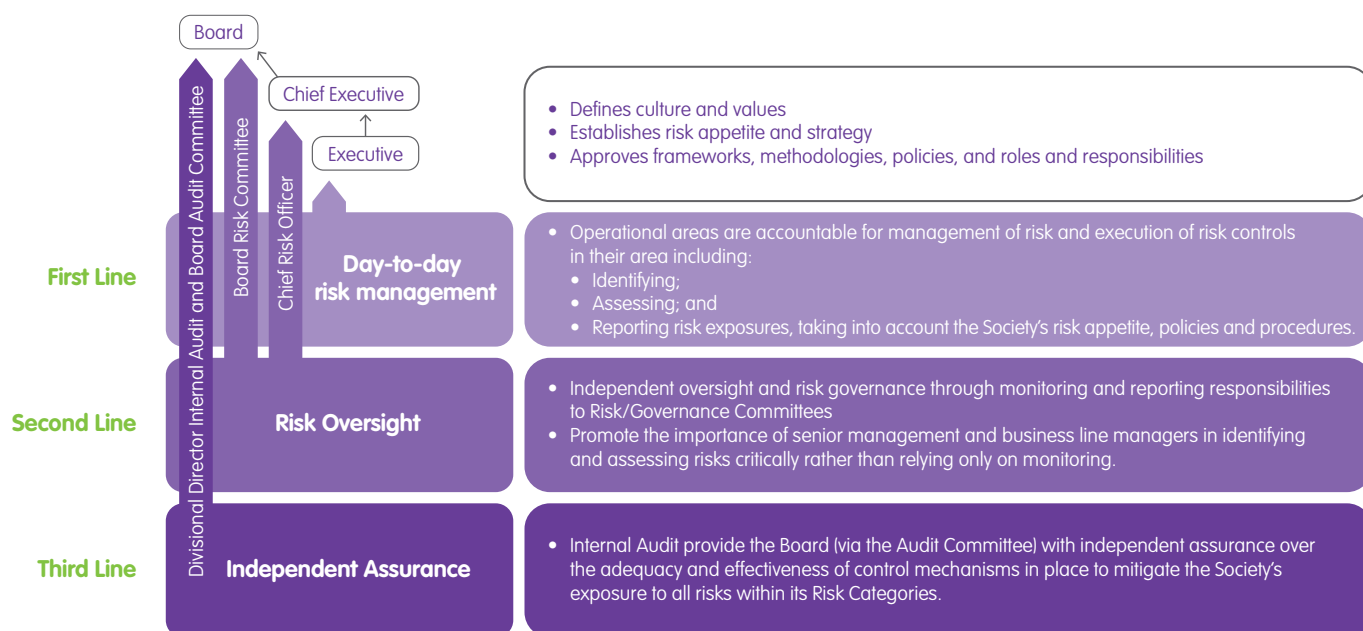 Board
Chief Executive
Executive
• Defines culture and values
• Establishes risk appetite and strategy
• Approves frameworks, methodologies, policies, and roles and responsibilities
Divisional Director Internal Audit and Board Audit Committee
Board Risk Committee
Chief Risk Officer
First Line
Day-to-day
risk management
• Operational areas are accountable for management of risk and execution of risk controls
in their area including:
• Identifying;
• Assessing; and
• Reporting risk exposures, taking into account the Society’s risk appetite, policies and procedures.
Second Line
Risk Oversight
• Independent oversight and risk governance through monitoring and reporting responsibilities
to Risk/Governance Committees
• Promote the importance of senior management and business line managers in identifying
and assessing risks critically rather than relying only on monitoring.
Third Line
Independent Assurance
• Internal Audit provide the Board (via the Audit Committee) with independent assurance over
the adequacy and effectiveness of control mechanisms in place to mitigate the Society’s
exposure to all risks within its Risk Categories.